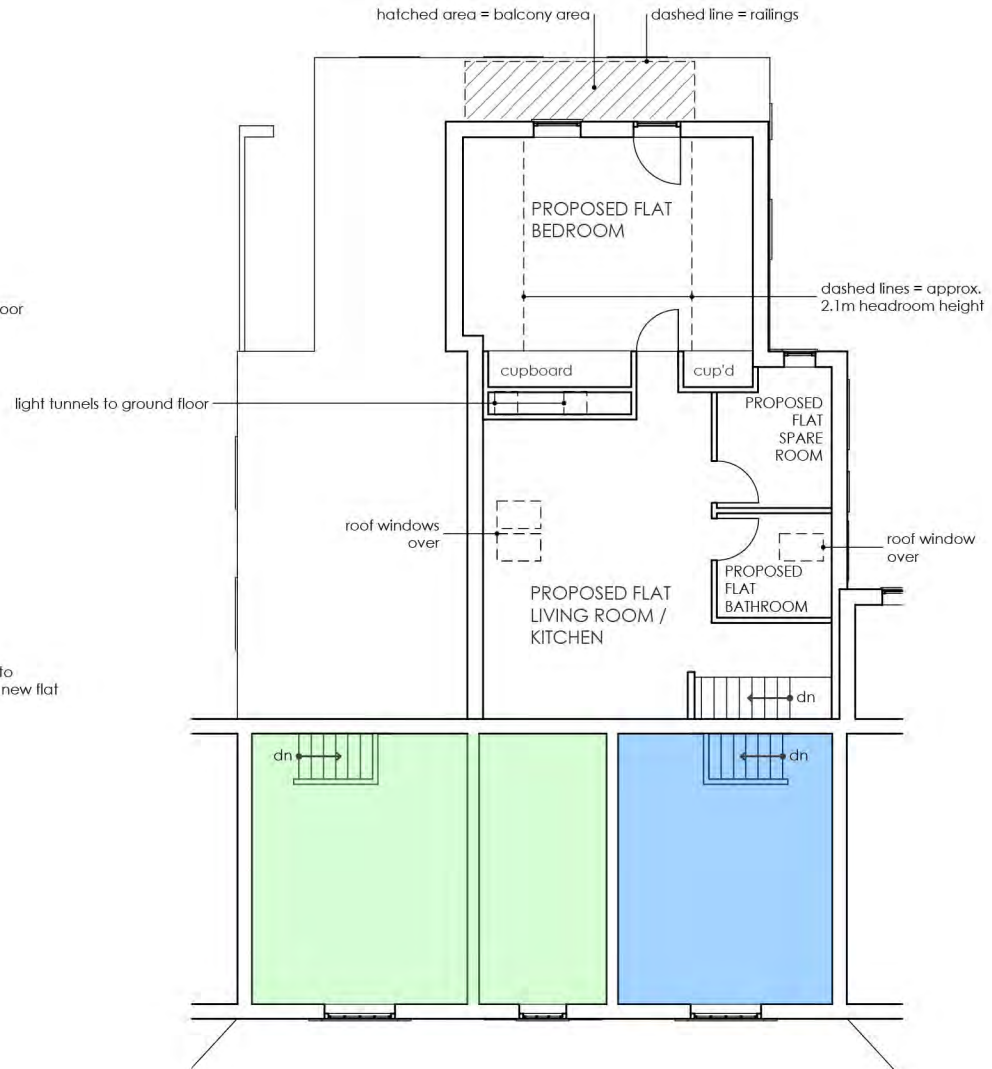 hatched area = balcony area
dashed line = railings
PROPOSED FLAT
BEDROOM
oor
dashed lines = approx.
2.1m headroom height
cupboard
cup'd
light tunnels to ground floor
PROPOSED
FLAT
SPARE
ROOM
roof windows
over
roof window
over
PROPOSED
FLAT
BATHROOM
PROPOSED FLAT
LIVING ROOM /
KITCHEN
to
new flat
dn
dn
dn